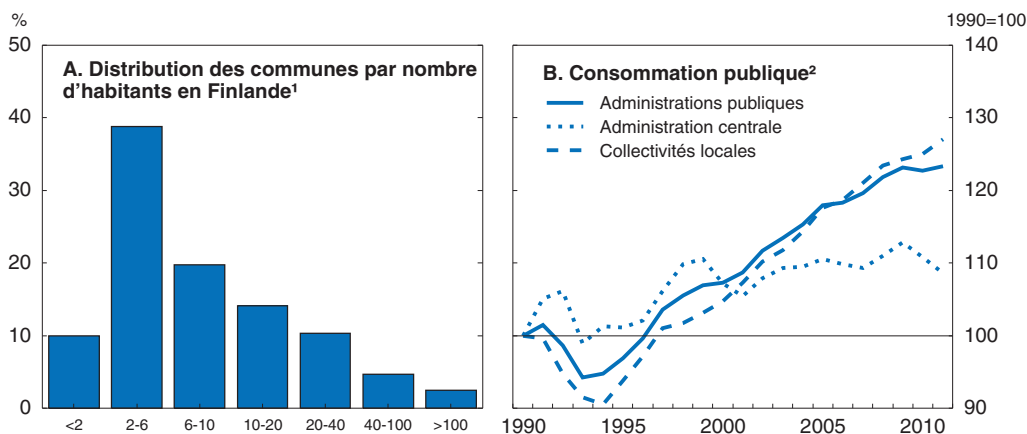 %
50
40
30
20
10
0
A. Distribution des communes par nombre
d’habitants en Finlande¹
<2 2-6 6-10 10-20 20-40 40-100 >100
1990=100
140
130
120
110
100
90
B. Consommation publique²
Administrations publiques
Administration centrale
Collectivités locales
1990 1995 2000 2005 2010